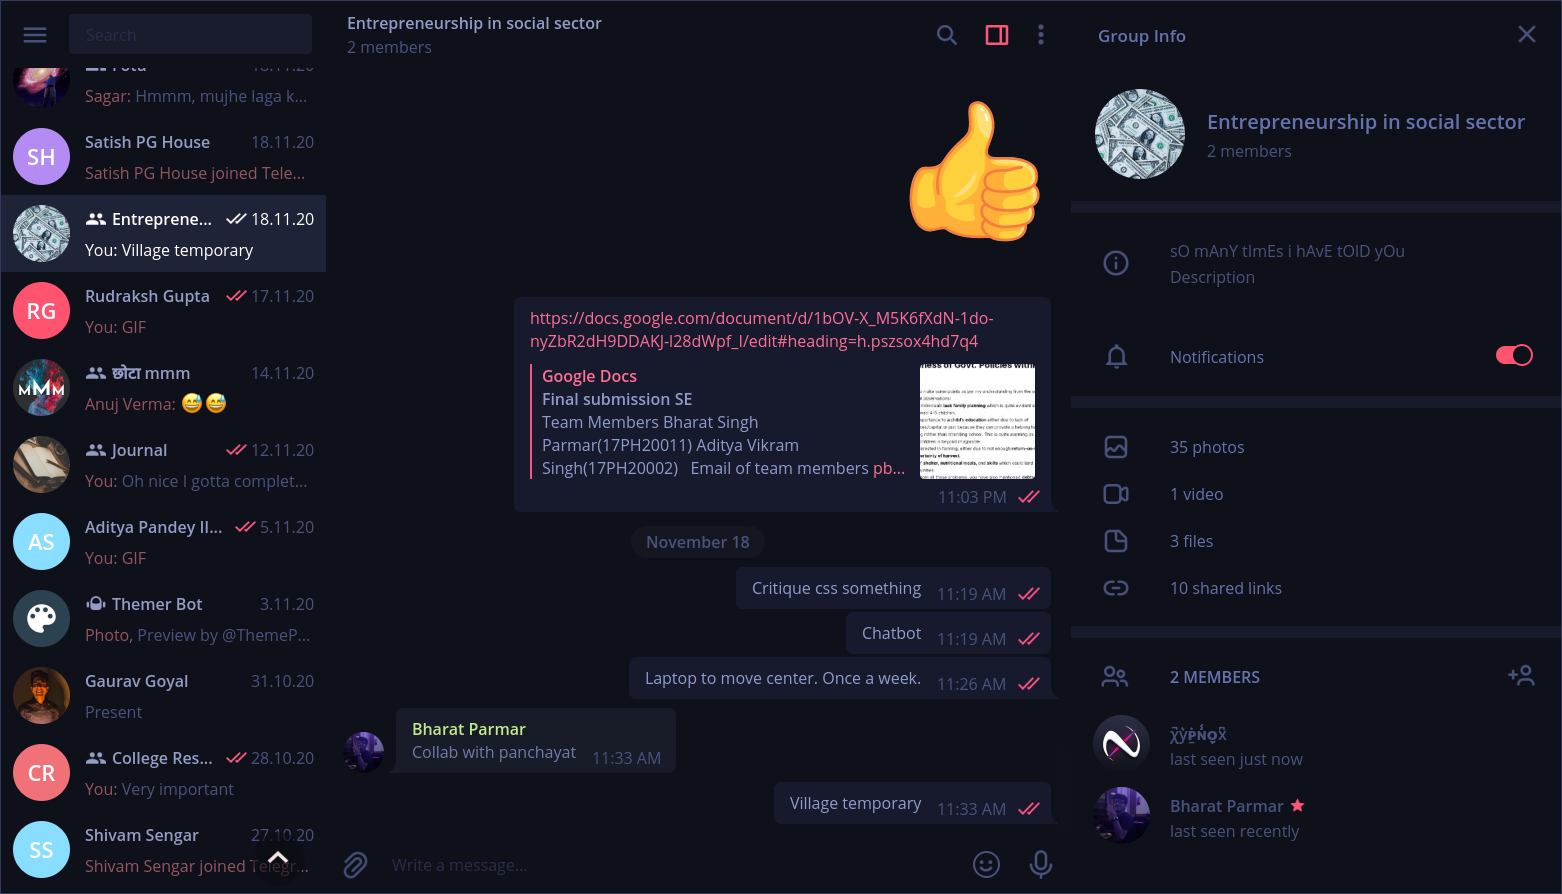 Search
Sagar: Hmmm, mujhe laga k...
SH
Satish PG House 18.11.20
Satish PG House joined Tele...
Entreprene... 18.11.20
You: Village temporary
RG
Rudraksh Gupta 17.11.20
You: GIF
MMM
छोटा mmm 14.11.20
Anuj Verma: 😅😅
Journal 12.11.20
You: Oh nice I gotta complet...
AS
Aditya Pandey II... 5.11.20
You: GIF
Themer Bot 3.11.20
Photo, Preview by @ThemeP...
Gaurav Goyal 31.10.20
Present
CR
College Res... 28.10.20
You: Very important
SS
Shivam Sengar 27.10.20
Shivam Sengar joined Telegr...
Entrepreneurship in social sector
2 members
https://docs.google.com/document/d/1bOV-X_M5K6fXdN-1do-
nyZbR2dH9DDAKJ-I28dWpf_I/edit#heading=h.pszsox4hd7q4
Google Docs
Final submission SE
Team Members Bharat Singh
Parmar(17PH20011) Aditya Vikram
Singh(17PH20002) Email of team members pb...
11:03 PM
November 18
Critique css something 11:19 AM
Chatbot 11:19 AM
Laptop to move center. Once a week. 11:26 AM
Bharat Parmar
Collab with panchayat 11:33 AM
Village temporary 11:33 AM
Write a message...
Group Info
Entrepreneurship in social sector
2 members
sO mAnY tImEs i hAvE tOlD yOu
Description
Notifications
35 photos
1 video
3 files
10 shared links
2 MEMBERS
last seen just now
Bharat Parmar
last seen recently